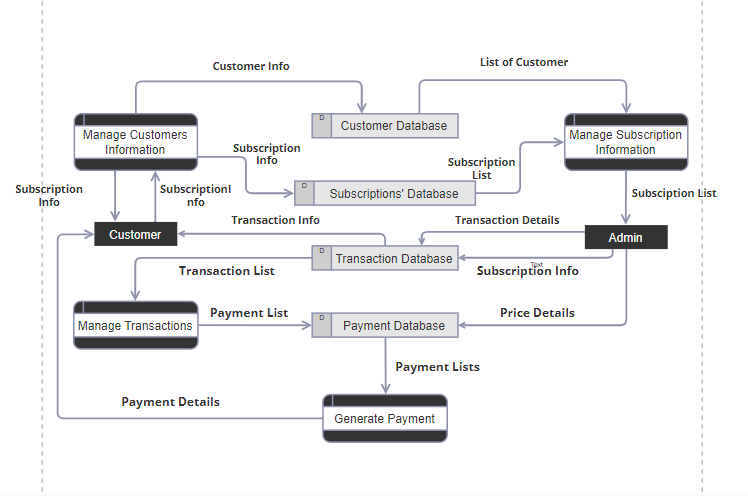 Customer Info
List of Customer
D
Customer Database
Manage Customers
Information
Manage Subscription
Information
Subscription
Info
Subscription
List
D
Subscriptions' Database
Subscription
Info
SubscriptionI
nfo
Subsciption List
Customer
Transaction Info
Transaction Details
Admin
D
Transaction Database
Text
Transaction List
Subscription Info
Manage Transactions
Payment List
D
Payment Database
Price Details
Payment Lists
Payment Details
Generate Payment